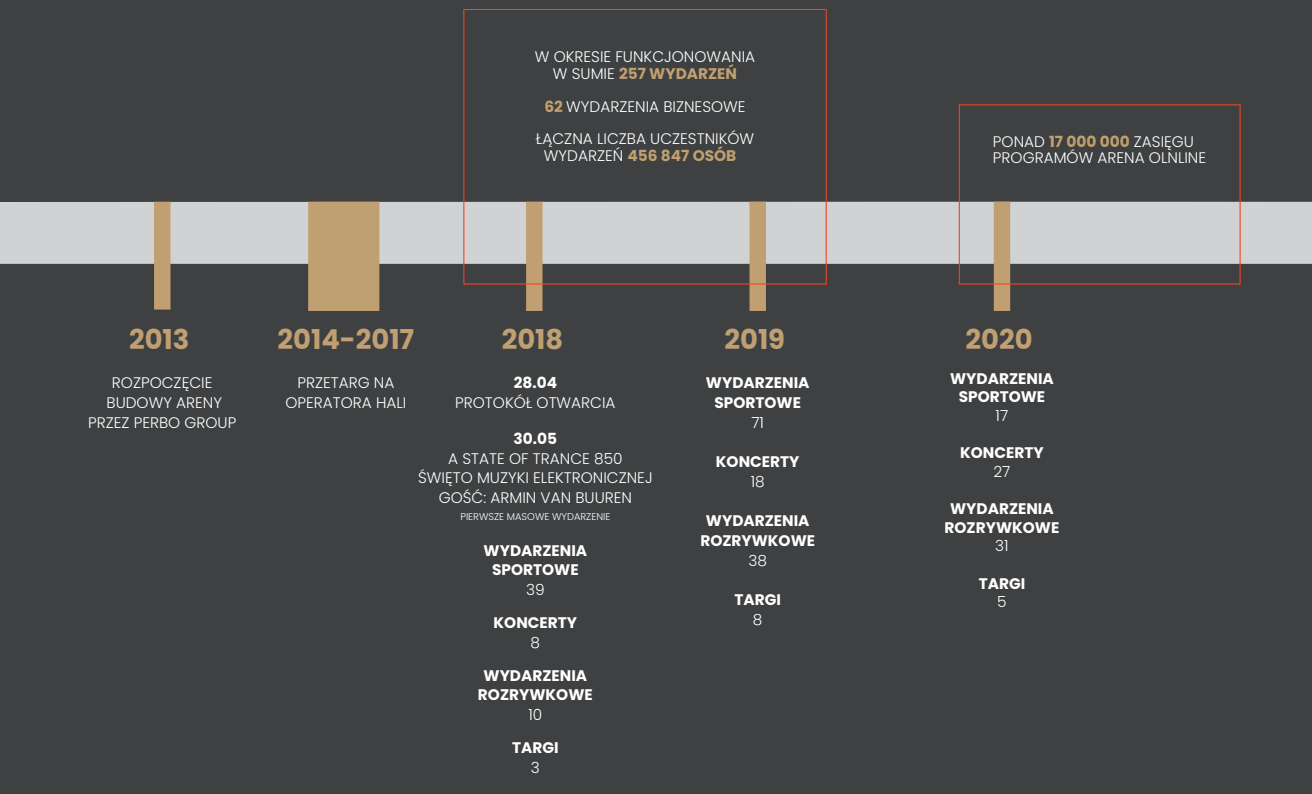 W OKRESIE FUNKCJONOWANIA
W SUMIE 257 WYDARZEŃ
62 WYDARZENIA BIZNESOWE
ŁĄCZNA LICZBA UCZESTNIKÓW
WYDARZEŃ 456 847 OSÓB
PONAD 17 000 000 ZASIĘGU
PROGRAMÓW ARENA OLNLINE
2013
ROZPOCZĘCIE
BUDOWY ARENY
PRZEZ PERBO GROUP
2014-2017
PRZETARG NA
OPERATORA HALI
2018
28.04
PROTOKÓŁ OTWARCIA
30.05
A STATE OF TRANCE 850
ŚWIĘTO MUZYKI ELEKTRONICZNEJ
GOŚĆ: ARMIN VAN BUUREN
PIERWSZE MASOWE WYDARZENIE
WYDARZENIA
SPORTOWE
39
KONCERTY
8
WYDARZENIA
ROZRYWKOWE
10
TARGI
3
2019
WYDARZENIA
SPORTOWE
71
KONCERTY
18
WYDARZENIA
ROZRYWKOWE
38
TARGI
8
2020
WYDARZENIA
SPORTOWE
17
KONCERTY
27
WYDARZENIA
ROZRYWKOWE
31
TARGI
5